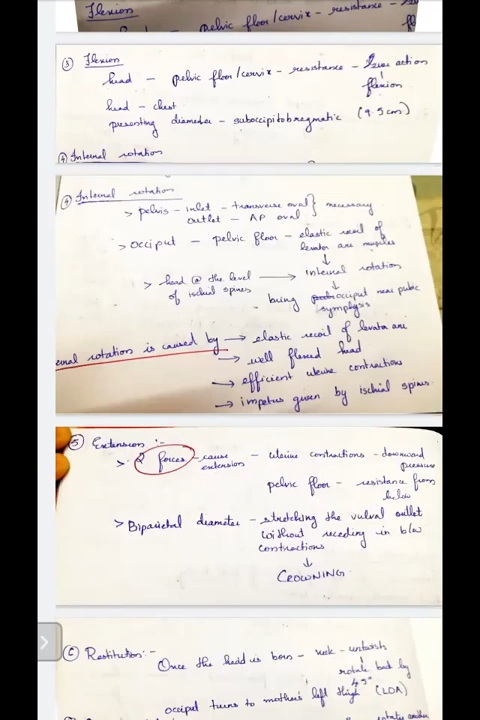 Flexion
pelvic floor/cervix - resistance -
③ Flexion
head - pelvic floor/cervix - resistance - lever action
↓
flexion
head - chest
presenting diameter - suboccipitobregmatic (9.5cm)
④ Internal rotation
④ Internal rotation
> pelvis - inlet - transverse oval } necessary
outlet - AP oval
> occiput - pelvic floor - elastic recoil of
levator ani muscles
↓
> head @ the level → internal rotation
of ischial spines
↓
bring occiput near pubic
symphysis
ernal rotation is caused by → elastic recoil of levator ani
→ well flexed head
→ efficient uterine contractions
→ impetus given by ischial spines.
⑤ Extension :-
> 2 forces - cause - uterine contractions - downward
extension pressure
pelvic floor - resistance from
below
> Biparietal diameter - stretching the vulval outlet
without receding in b/w
contractions
↓
CROWNING
⑥ Restitution :-
Once the head is born - neck - untwish
rotate but by
45°
occiput turns to mother's left thigh (LOA)